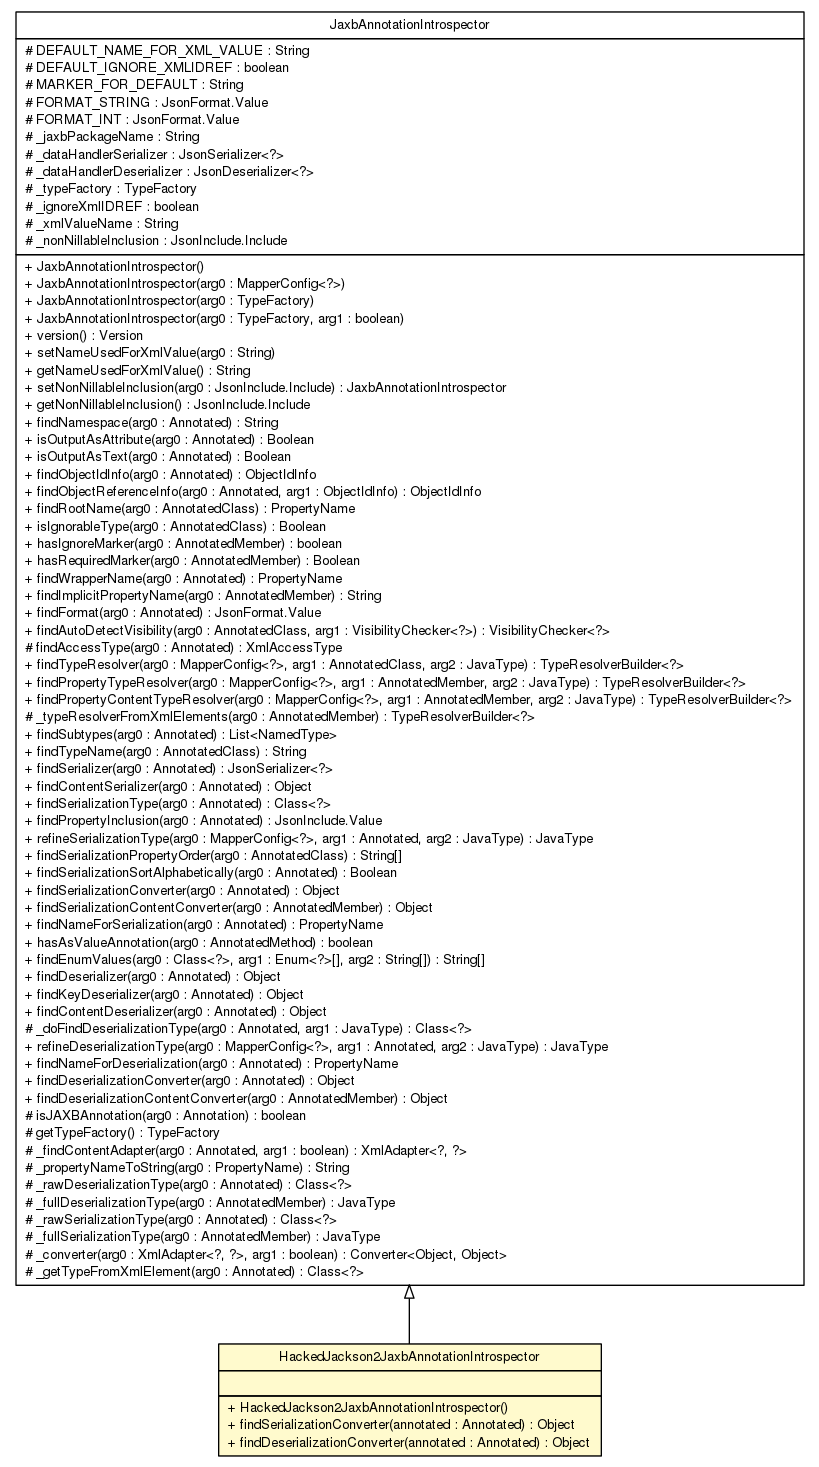 JaxbAnnotationIntrospector
# DEFAULT_NAME_FOR_XML_VALUE : String
# DEFAULT_IGNORE_XMLIDREF : boolean
# MARKER_FOR_DEFAULT : String
# FORMAT_STRING : JsonFormat.Value
# FORMAT_INT : JsonFormat.Value
# _jaxbPackageName : String
# _dataHandlerSerializer : JsonSerializer<?>
# _dataHandlerDeserializer : JsonDeserializer<?>
# _typeFactory : TypeFactory
# _ignoreXmlIDREF : boolean
# _xmlValueName : String
# _nonNillableInclusion : JsonInclude.Include
+ JaxbAnnotationIntrospector()
+ JaxbAnnotationIntrospector(arg0 : MapperConfig<?>)
+ JaxbAnnotationIntrospector(arg0 : TypeFactory)
+ JaxbAnnotationIntrospector(arg0 : TypeFactory, arg1 : boolean)
+ version() : Version
+ setNameUsedForXmlValue(arg0 : String)
+ getNameUsedForXmlValue() : String
+ setNonNillableInclusion(arg0 : JsonInclude.Include) : JaxbAnnotationIntrospector
+ getNonNillableInclusion() : JsonInclude.Include
+ findNamespace(arg0 : Annotated) : String
+ isOutputAsAttribute(arg0 : Annotated) : Boolean
+ isOutputAsText(arg0 : Annotated) : Boolean
+ findObjectIdInfo(arg0 : Annotated) : ObjectIdInfo
+ findObjectReferenceInfo(arg0 : Annotated, arg1 : ObjectIdInfo) : ObjectIdInfo
+ findRootName(arg0 : AnnotatedClass) : PropertyName
+ isIgnorableType(arg0 : AnnotatedClass) : Boolean
+ hasIgnoreMarker(arg0 : AnnotatedMember) : boolean
+ hasRequiredMarker(arg0 : AnnotatedMember) : Boolean
+ findWrapperName(arg0 : Annotated) : PropertyName
+ findImplicitPropertyName(arg0 : AnnotatedMember) : String
+ findFormat(arg0 : Annotated) : JsonFormat.Value
+ findAutoDetectVisibility(arg0 : AnnotatedClass, arg1 : VisibilityChecker<?>) : VisibilityChecker<?>
# findAccessType(arg0 : Annotated) : XmlAccessType
+ findTypeResolver(arg0 : MapperConfig<?>, arg1 : AnnotatedClass, arg2 : JavaType) : TypeResolverBuilder<?>
+ findPropertyTypeResolver(arg0 : MapperConfig<?>, arg1 : AnnotatedMember, arg2 : JavaType) : TypeResolverBuilder<?>
+ findPropertyContentTypeResolver(arg0 : MapperConfig<?>, arg1 : AnnotatedMember, arg2 : JavaType) : TypeResolverBuilder<?>
# _typeResolverFromXmlElements(arg0 : AnnotatedMember) : TypeResolverBuilder<?>
+ findSubtypes(arg0 : Annotated) : List<NamedType>
+ findTypeName(arg0 : AnnotatedClass) : String
+ findSerializer(arg0 : Annotated) : JsonSerializer<?>
+ findContentSerializer(arg0 : Annotated) : Object
+ findSerializationType(arg0 : Annotated) : Class<?>
+ findPropertyInclusion(arg0 : Annotated) : JsonInclude.Value
+ refineSerializationType(arg0 : MapperConfig<?>, arg1 : Annotated, arg2 : JavaType) : JavaType
+ findSerializationPropertyOrder(arg0 : AnnotatedClass) : String[]
+ findSerializationSortAlphabetically(arg0 : Annotated) : Boolean
+ findSerializationConverter(arg0 : Annotated) : Object
+ findSerializationContentConverter(arg0 : AnnotatedMember) : Object
+ findNameForSerialization(arg0 : Annotated) : PropertyName
+ hasAsValueAnnotation(arg0 : AnnotatedMethod) : boolean
+ findEnumValues(arg0 : Class<?>, arg1 : Enum<?>[], arg2 : String[]) : String[]
+ findDeserializer(arg0 : Annotated) : Object
+ findKeyDeserializer(arg0 : Annotated) : Object
+ findContentDeserializer(arg0 : Annotated) : Object
# _doFindDeserializationType(arg0 : Annotated, arg1 : JavaType) : Class<?>
+ refineDeserializationType(arg0 : MapperConfig<?>, arg1 : Annotated, arg2 : JavaType) : JavaType
+ findNameForDeserialization(arg0 : Annotated) : PropertyName
+ findDeserializationConverter(arg0 : Annotated) : Object
+ findDeserializationContentConverter(arg0 : AnnotatedMember) : Object
# isJAXBAnnotation(arg0 : Annotation) : boolean
# getTypeFactory() : TypeFactory
# _findContentAdapter(arg0 : Annotated, arg1 : boolean) : XmlAdapter<?, ?>
# _propertyNameToString(arg0 : PropertyName) : String
# _rawDeserializationType(arg0 : Annotated) : Class<?>
# _fullDeserializationType(arg0 : AnnotatedMember) : JavaType
# _rawSerializationType(arg0 : Annotated) : Class<?>
# _fullSerializationType(arg0 : AnnotatedMember) : JavaType
# _converter(arg0 : XmlAdapter<?, ?>, arg1 : boolean) : Converter<Object, Object>
# _getTypeFromXmlElement(arg0 : Annotated) : Class<?>
HackedJackson2JaxbAnnotationIntrospector
+ HackedJackson2JaxbAnnotationIntrospector()
+ findSerializationConverter(annotated : Annotated) : Object
+ findDeserializationConverter(annotated : Annotated) : Object